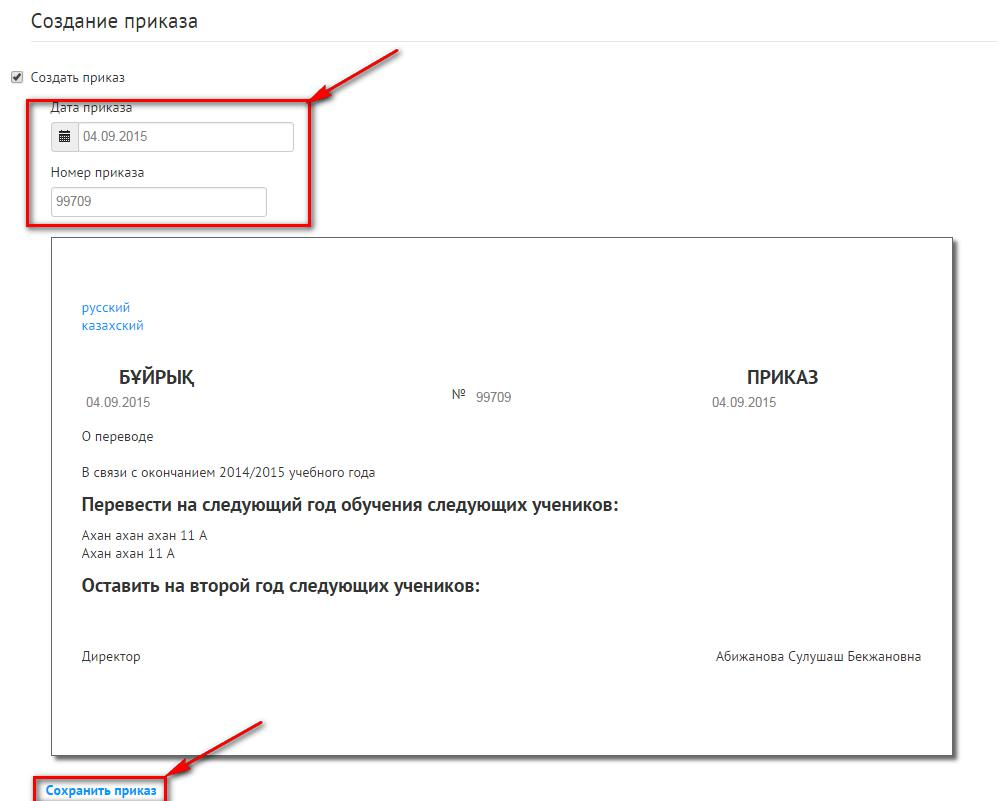 Создание приказа
Создать приказ
Дата приказа
04.09.2015
Номер приказа
99709
русский
казахский
БҰЙРЫҚ ПРИКАЗ
04.09.2015 № 99709 04.09.2015
О переводе
В связи с окончанием 2014/2015 учебного года
Перевести на следующий год обучения следующих учеников:
Ахан ахан ахан 11 А
Ахан ахан 11 А
Оставить на второй год следующих учеников:
Директор Абижанова Сулушаш Бекжановна
Сохранить приказ